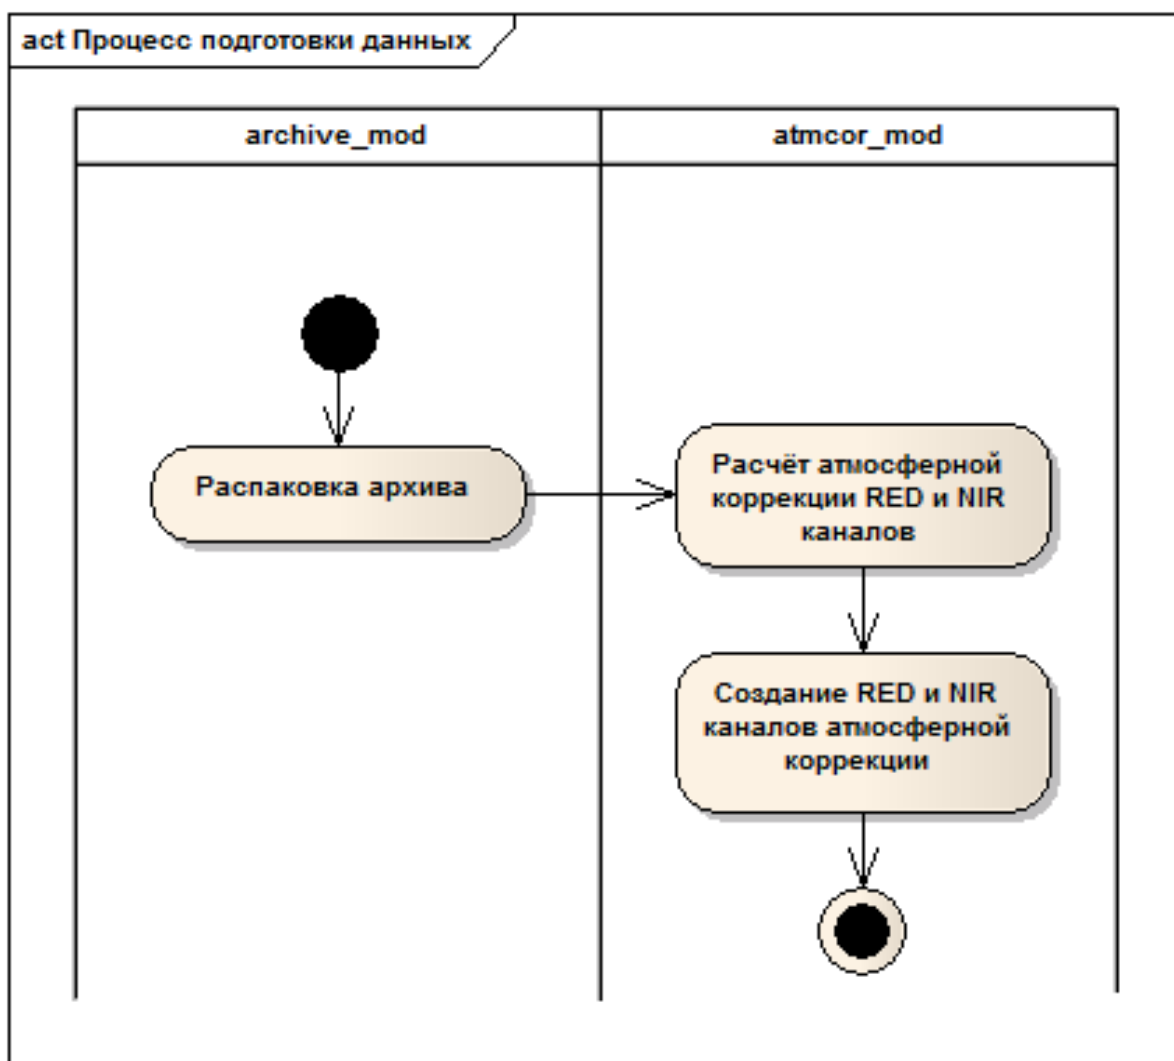 act Процесс подготовки данных
archive_mod
atmcor_mod
Распаковка архива
Расчёт атмосферной
коррекции RED и NIR
каналов
Создание RED и NIR
каналов атмосферной
коррекции